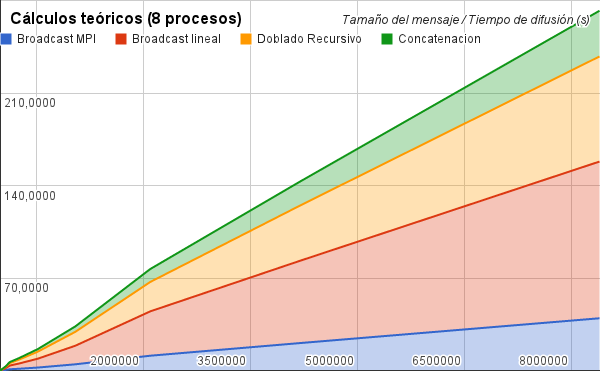 Cálculos teóricos (8 procesos)
Tamaño del mensaje / Tiempo de difusión (s)
Broadcast MPI Broadcast lineal Doblado Recursivo Concatenacion
210,0000
140,0000
70,0000
2000000 3500000 5000000 6500000 8000000